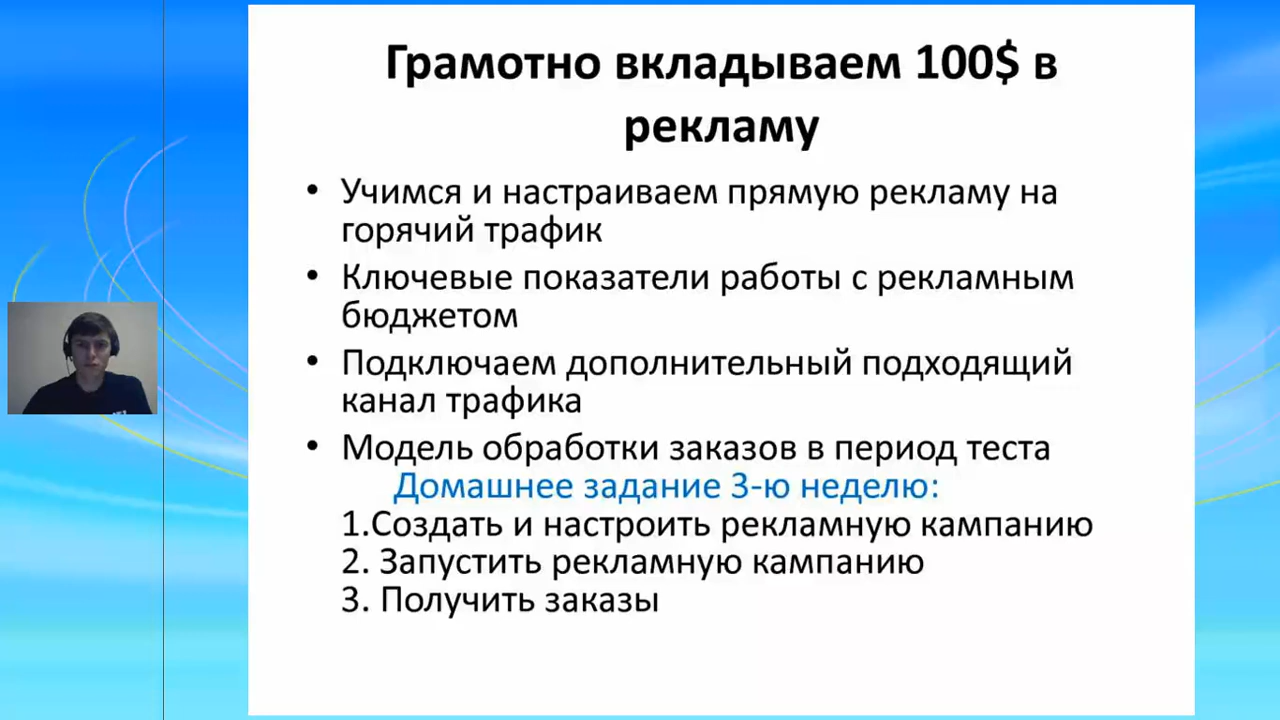 Грамотно вкладываем 100$ в
рекламу
• Учимся и настраиваем прямую рекламу на
горячий трафик
• Ключевые показатели работы с рекламным
бюджетом
• Подключаем дополнительный подходящий
канал трафика
• Модель обработки заказов в период теста
Домашнее задание 3-ю неделю:
1.Создать и настроить рекламную кампанию
2. Запустить рекламную кампанию
3. Получить заказы